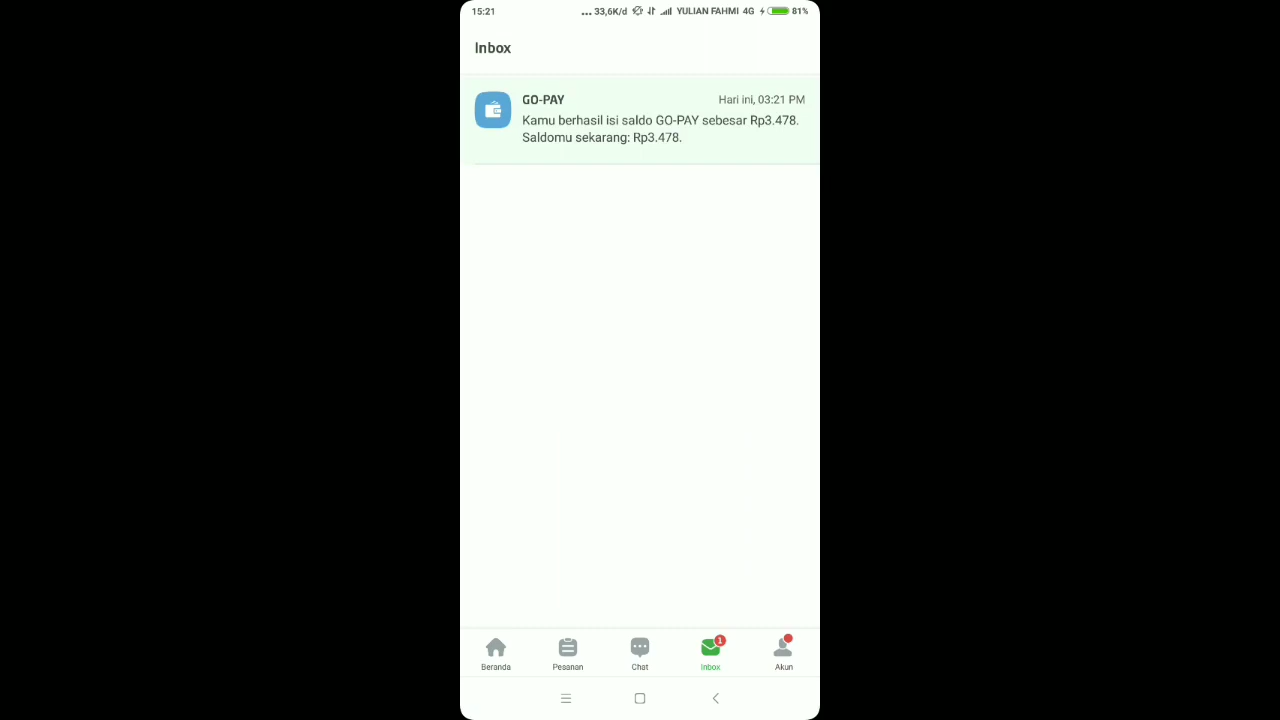 15:21
... 33,6K/d YULIAN FAHMI 4G 81%
Inbox
GO-PAY
Hari ini, 03:21 PM
Kamu berhasil isi saldo GO-PAY sebesar Rp3.478.
Saldomu sekarang: Rp3.478.
1
Beranda
Pesanan
Chat
Inbox
Akun